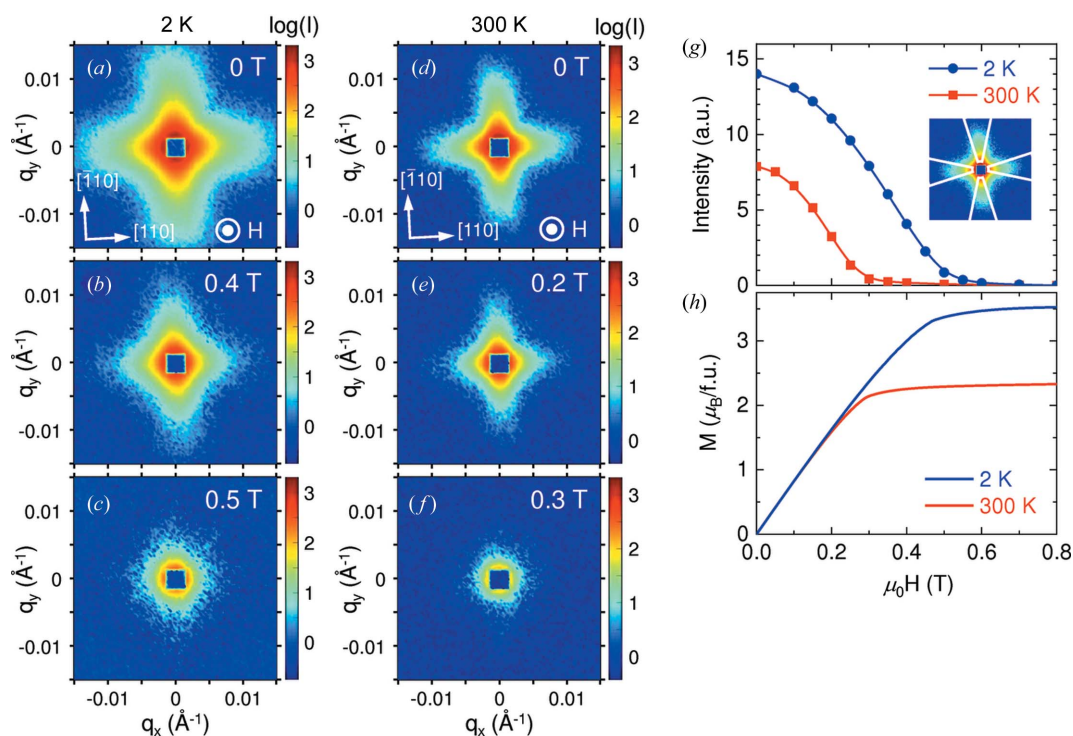 2 K
log(I)
300 K
log(I)
(a)
0 T
(d)
0 T
0.01
0
-0.01
q_y (Å⁻¹)
[1̄10]
[110]
H
3
2
1
0
0.01
0
-0.01
q_y (Å⁻¹)
[1̄10]
[110]
H
3
2
1
0
(b)
0.4 T
(e)
0.2 T
0.01
0
-0.01
q_y (Å⁻¹)
3
2
1
0
0.01
0
-0.01
q_y (Å⁻¹)
3
2
1
0
(c)
0.5 T
(f)
0.3 T
0.01
0
-0.01
q_y (Å⁻¹)
3
2
1
0
0.01
0
-0.01
q_y (Å⁻¹)
3
2
1
0
-0.01 0 0.01
q_x (Å⁻¹)
-0.01 0 0.01
q_x (Å⁻¹)
(g)
15
10
5
0
Intensity (a.u.)
2 K
300 K
(h)
3
2
1
0
M (μ_B/f.u.)
2 K
300 K
0.0 0.2 0.4 0.6 0.8
μ₀H (T)